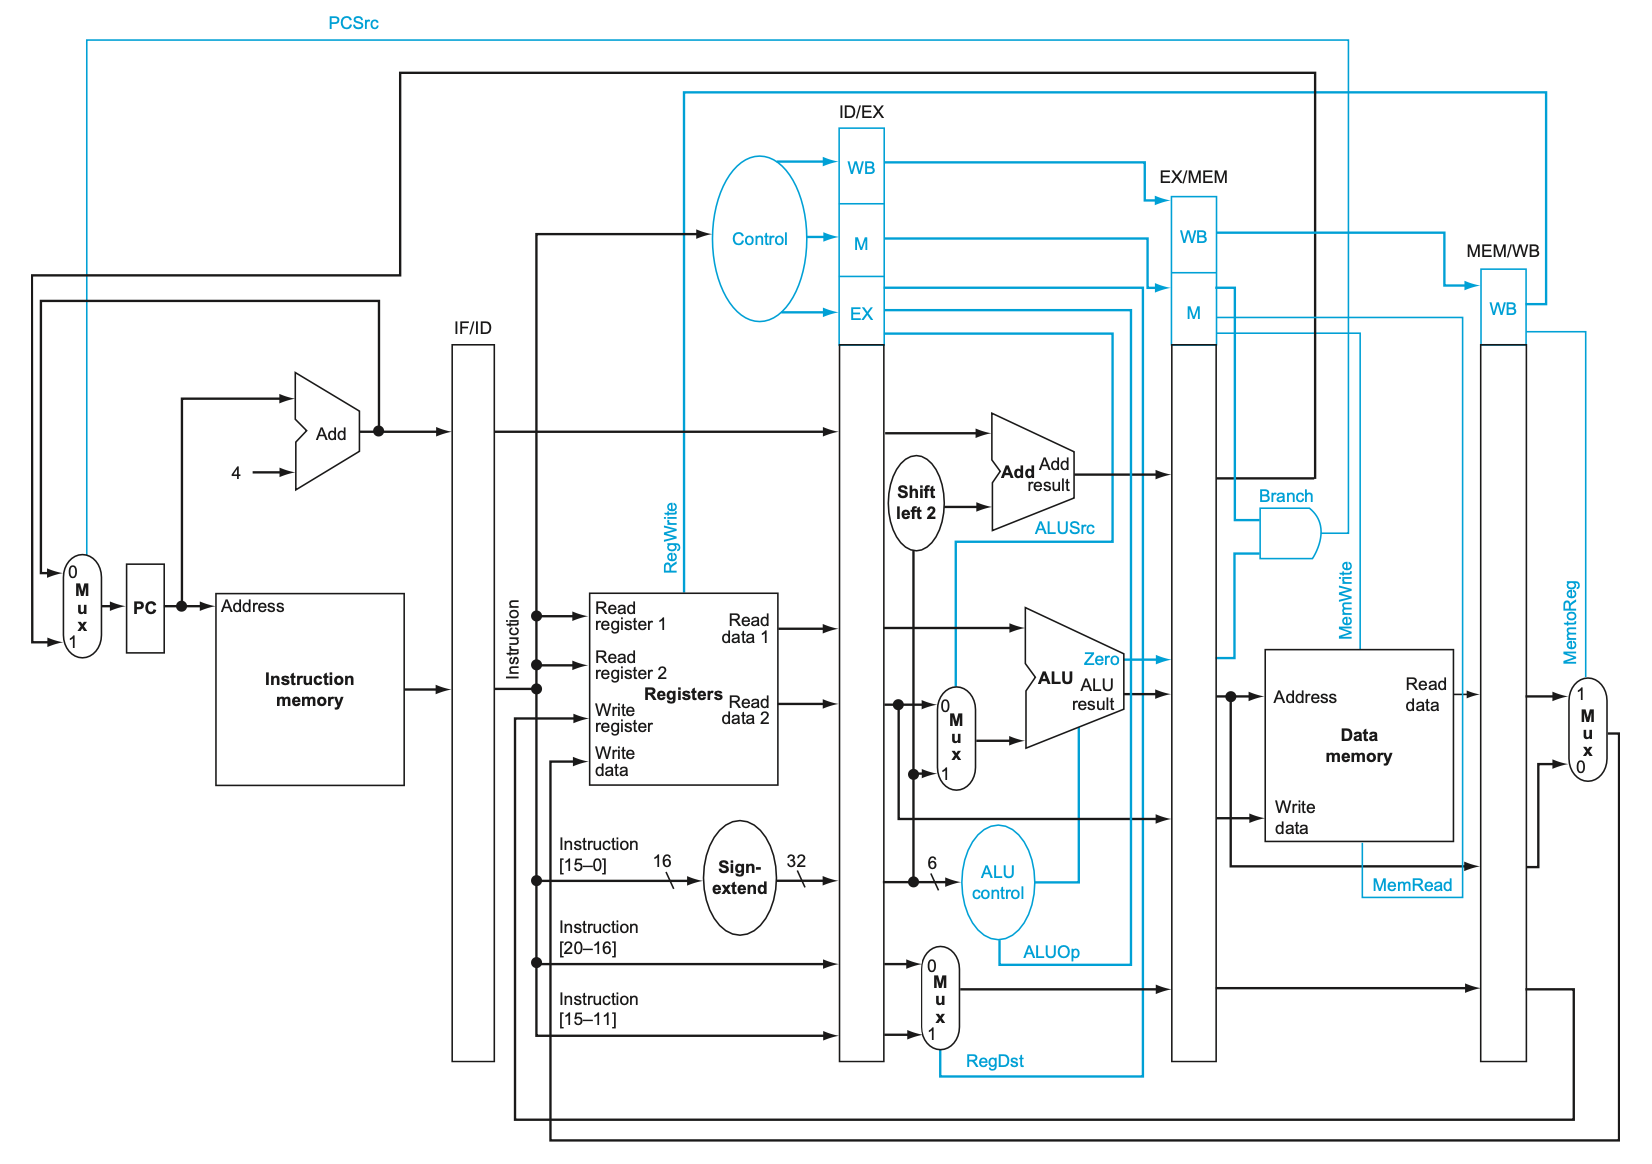 PCSrc
ID/EX
WB
EX/MEM
Control
M
WB
MEM/WB
EX
M
WB
IF/ID
Add
4
Add
Add
result
Shift
left 2
Branch
ALUSrc
RegWrite
0
M
u
x
1
PC
Address
Instruction
memory
Instruction
Read
register 1
Read
data 1
Read
register 2
Registers
Write
register
Read
data 2
Write
data
0
M
u
x
1
Zero
ALU
ALU
result
MemWrite
Address
Read
data
Data
memory
Write
data
MemtoReg
1
M
u
x
0
Instruction
[15–0]
16
Sign-
extend
32
6
ALU
control
MemRead
Instruction
[20–16]
ALUOp
0
M
u
x
1
Instruction
[15–11]
RegDst